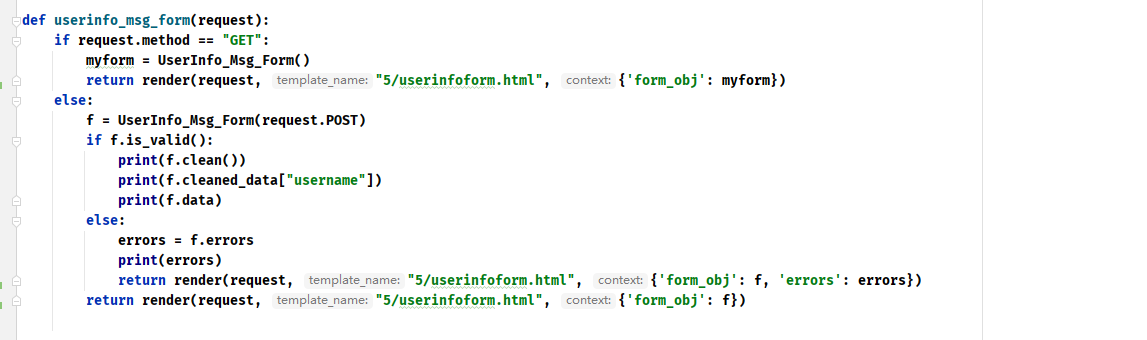 def userinfo_msg_form(request):
    if request.method == "GET":
        myform = UserInfo_Msg_Form()
        return render(request, template_name: "5/userinfoform.html", context: {'form_obj': myform})
    else:
        f = UserInfo_Msg_Form(request.POST)
        if f.is_valid():
            print(f.clean())
            print(f.cleaned_data["username"])
            print(f.data)
        else:
            errors = f.errors
            print(errors)
            return render(request, template_name: "5/userinfoform.html", context: {'form_obj': f, 'errors': errors})
        return render(request, template_name: "5/userinfoform.html", context: {'form_obj': f})